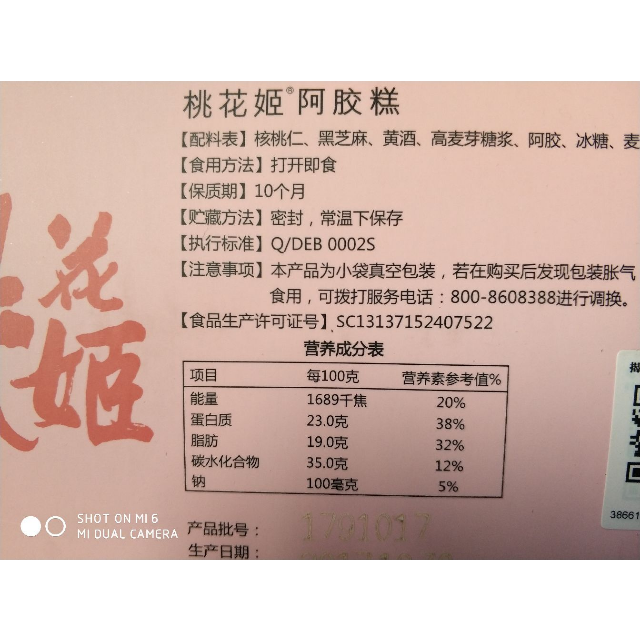 桃花姬®阿胶糕
【配料表】核桃仁、黑芝麻、黄酒、高麦芽糖浆、阿胶、冰糖、麦
【食用方法】打开即食
【保质期】10个月
【贮藏方法】密封，常温下保存
【执行标准】Q/DEB 0002S
【注意事项】本产品为小袋真空包装，若在购买后发现包装胀气
食用，可拨打服务电话：800-8608388进行调换。
【食品生产许可证号】SC13137152407522
花
姬
营养成分表
项目 每100克 营养素参考值%
能量 1689千焦 20%
蛋白质 23.0克 38%
脂肪 19.0克 32%
碳水化合物 35.0克 12%
钠 100毫克 5%
产品批号： 1791017
生产日期：
38661
SHOT ON MI 6
MI DUAL CAMERA